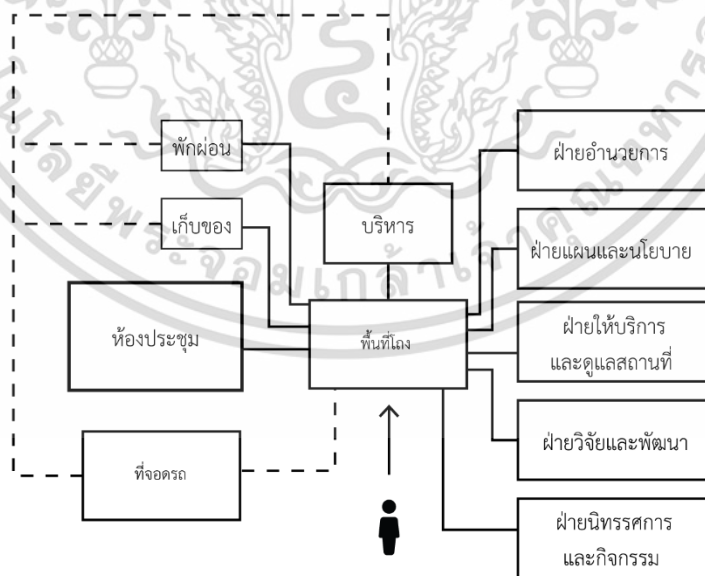 พักผ่อน
เก็บของ
บริหาร
ห้องประชุม
พื้นที่โถง
ที่จอดรถ
ฝ่ายอำนวยการ
ฝ่ายแผนและนโยบาย
ฝ่ายให้บริการ
และดูแลสถานที่
ฝ่ายวิจัยและพัฒนา
ฝ่ายนิทรรศการ
และกิจกรรม